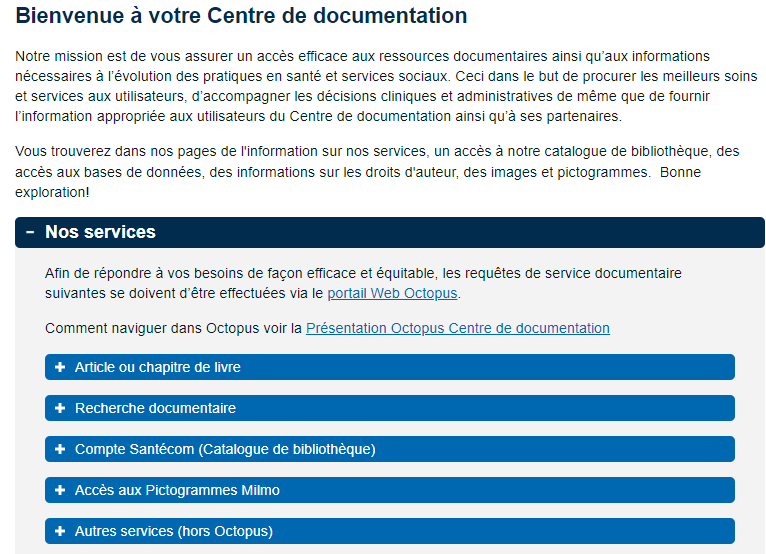 Bienvenue à votre Centre de documentation
Notre mission est de vous assurer un accès efficace aux ressources documentaires ainsi qu’aux informations
nécessaires à l’évolution des pratiques en santé et services sociaux. Ceci dans le but de procurer les meilleurs soins
et services aux utilisateurs, d’accompagner les décisions cliniques et administratives de même que de fournir
l’information appropriée aux utilisateurs du Centre de documentation ainsi qu’à ses partenaires.
Vous trouverez dans nos pages de l'information sur nos services, un accès à notre catalogue de bibliothèque, des
accès aux bases de données, des informations sur les droits d'auteur, des images et pictogrammes.  Bonne
exploration!
− Nos services
Afin de répondre à vos besoins de façon efficace et équitable, les requêtes de service documentaire
suivantes se doivent d’être effectuées via le portail Web Octopus.
Comment naviguer dans Octopus voir la Présentation Octopus Centre de documentation
+ Article ou chapitre de livre
+ Recherche documentaire
+ Compte Santécom (Catalogue de bibliothèque)
+ Accès aux Pictogrammes Milmo
+ Autres services (hors Octopus)